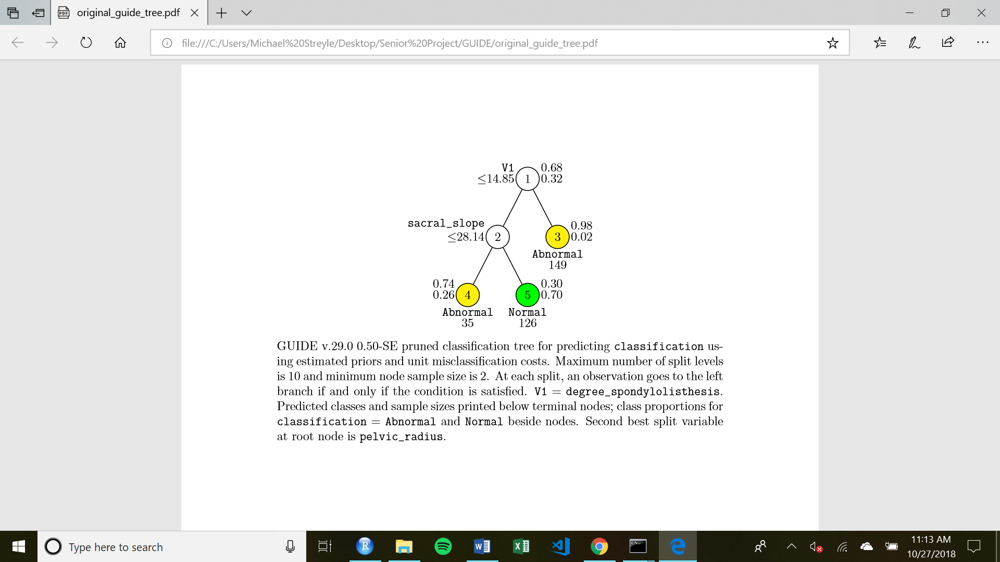 original_guide_tree.pdf
file:///C:/Users/Michael%20Streyle/Desktop/Senior%20Project/GUIDE/original_guide_tree.pdf
V1
≤14.85
1
0.68
0.32
sacral_slope
≤28.14
2
3
0.98
0.02
Abnormal
149
0.74
0.26
4
Abnormal
35
5
0.30
0.70
Normal
126
GUIDE v.29.0 0.50-SE pruned classification tree for predicting classification us-
ing estimated priors and unit misclassification costs. Maximum number of split levels
is 10 and minimum node sample size is 2. At each split, an observation goes to the left
branch if and only if the condition is satisfied. V1 = degree_spondylolisthesis.
Predicted classes and sample sizes printed below terminal nodes; class proportions for
classification = Abnormal and Normal beside nodes. Second best split variable
at root node is pelvic_radius.
Type here to search
11:13 AM
10/27/2018